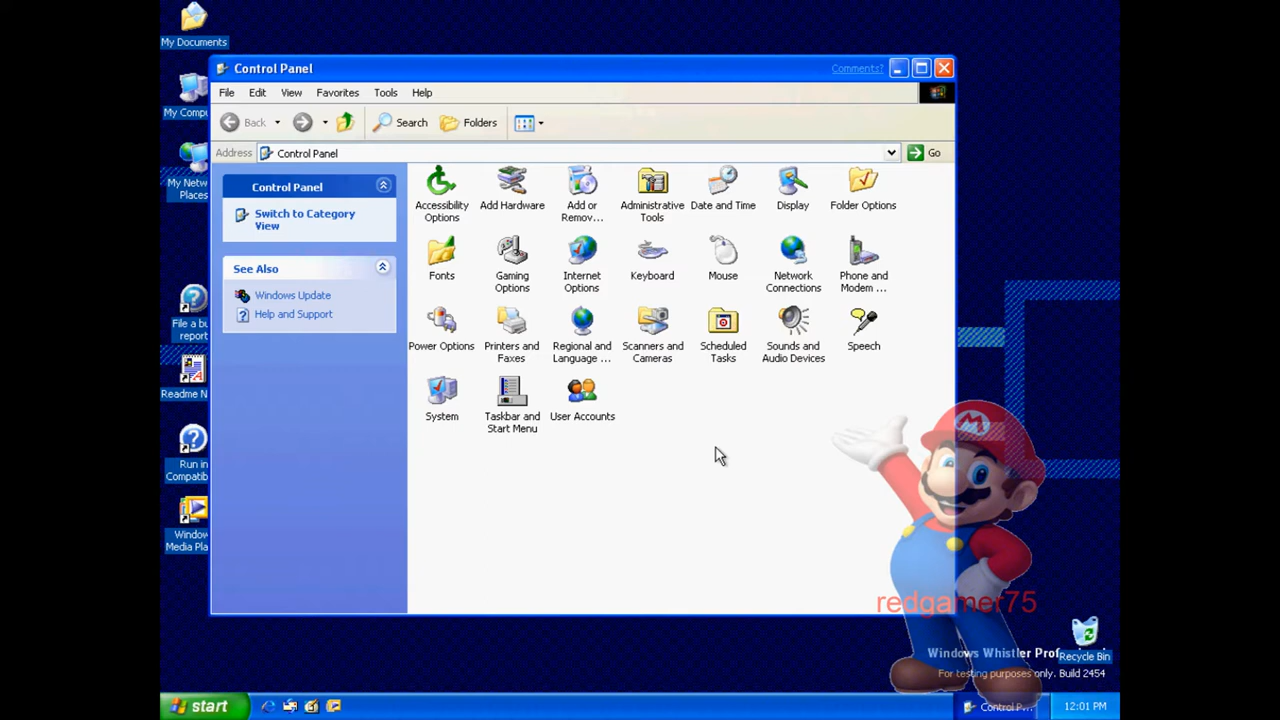 My Documents
My Compu
My Netw
Places
File a bu
report
Readme N
Run in
Compatib
Window
Media Pla
Control Panel
Comments?
File Edit View Favorites Tools Help
Back
Search
Folders
Address
Control Panel
Go
Control Panel
Switch to Category
View
See Also
Windows Update
Help and Support
Accessibility
Options
Add Hardware
Add or
Remov...
Administrative
Tools
Date and Time
Display
Folder Options
Fonts
Gaming
Options
Internet
Options
Keyboard
Mouse
Network
Connections
Phone and
Modem ...
Power Options
Printers and
Faxes
Regional and
Language ...
Scanners and
Cameras
Scheduled
Tasks
Sounds and
Audio Devices
Speech
System
Taskbar and
Start Menu
User Accounts
M
redgamer75
Windows Whistler Prof
Recycle Bin
For testing purposes only. Build 2454
start
Control P...
12:01 PM